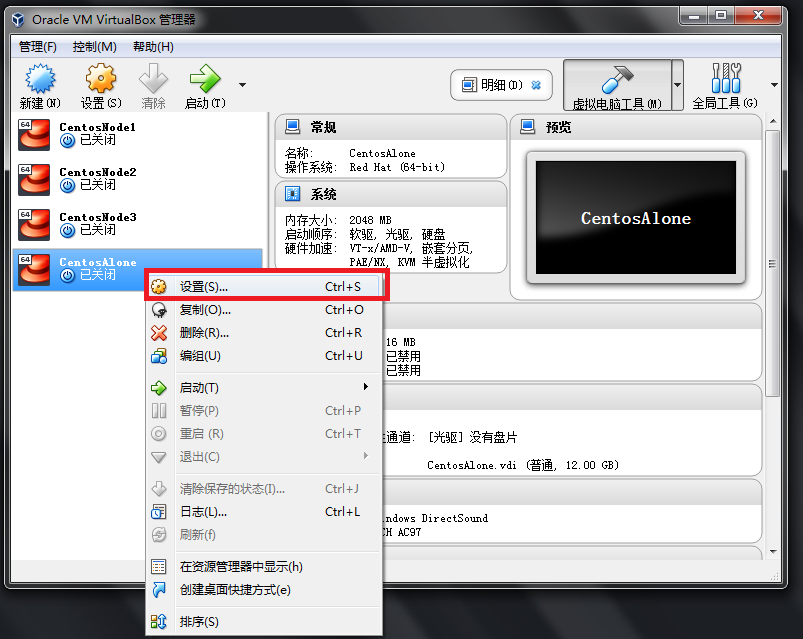 Oracle VM VirtualBox 管理器
管理(F) 控制(M) 帮助(H)
新建(N) 设置(S) 清除 启动(T) 明细(D) 虚拟电脑工具(M) 全局工具(G)
64 CentosNode1
已关闭
64 CentosNode2
已关闭
64 CentosNode3
已关闭
64 CentosAlone
已关闭
常规
名称: CentosAlone
操作系统: Red Hat (64-bit)
系统
内存大小: 2048 MB
启动顺序: 软驱, 光驱, 硬盘
硬件加速: VT-x/AMD-V, 嵌套分页,
PAE/NX, KVM 半虚拟化
预览
CentosAlone
16 MB
已禁用
已禁用
通道: [光驱] 没有盘片
CentosAlone.vdi (普通, 12.00 GB)
ndows DirectSound
CH AC97
设置(S)... Ctrl+S
复制(O)... Ctrl+O
删除(R)... Ctrl+R
编组(U) Ctrl+U
启动(T)
暂停(P) Ctrl+P
重启 (R) Ctrl+T
退出(C)
清除保存的状态(I)... Ctrl+J
日志(L)... Ctrl+L
刷新(f)
在资源管理器中显示(h)
创建桌面快捷方式(e)
排序(S)